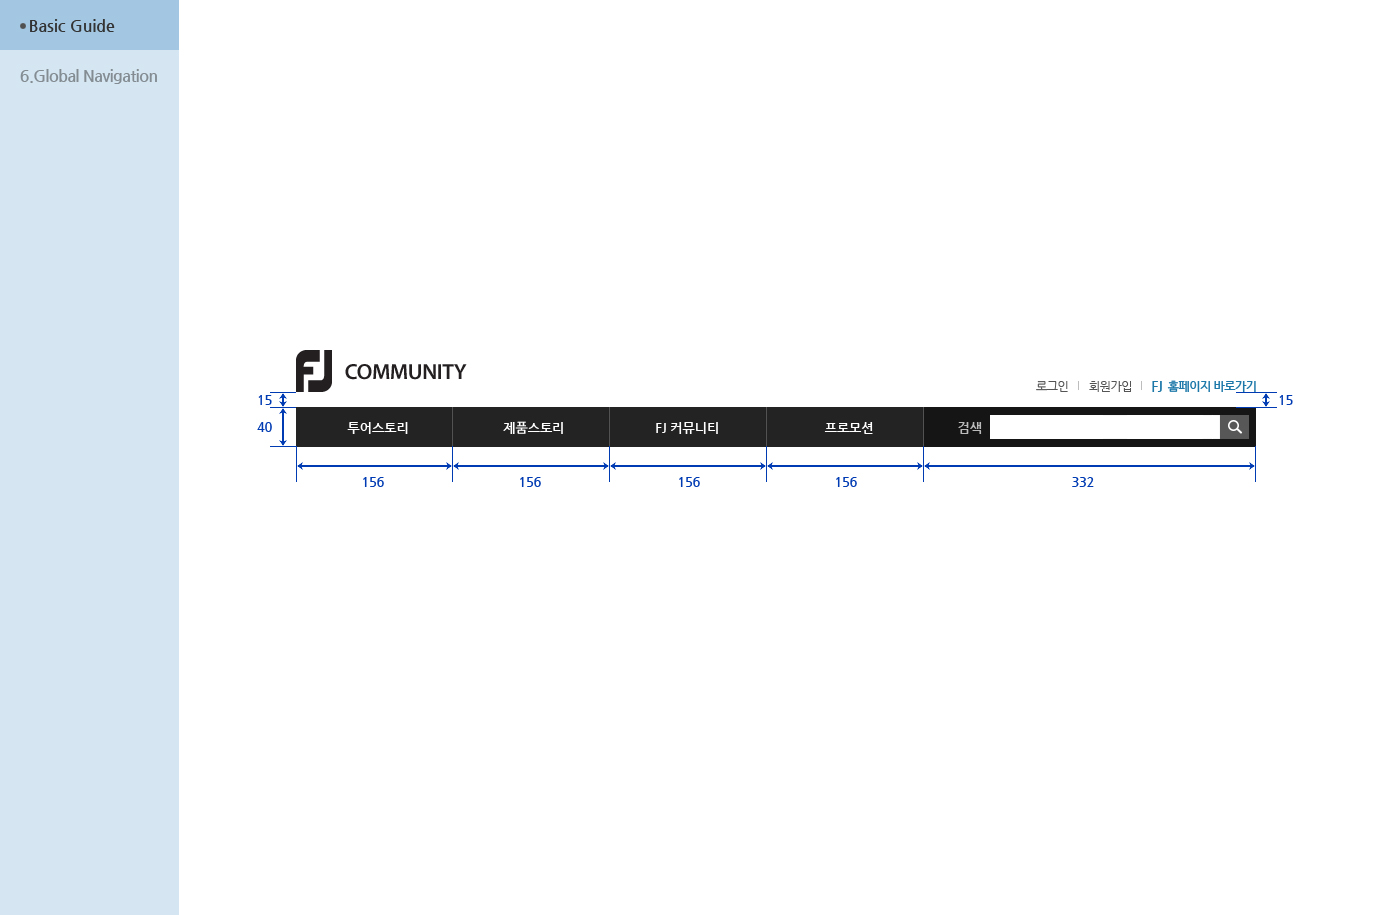 Basic Guide
6.Global Navigation
FJ COMMUNITY
로그인 | 회원가입 | FJ 홈페이지 바로가기
15
15
40
투어스토리 제품스토리 FJ 커뮤니티 프로모션 검색
156 156 156 156 332